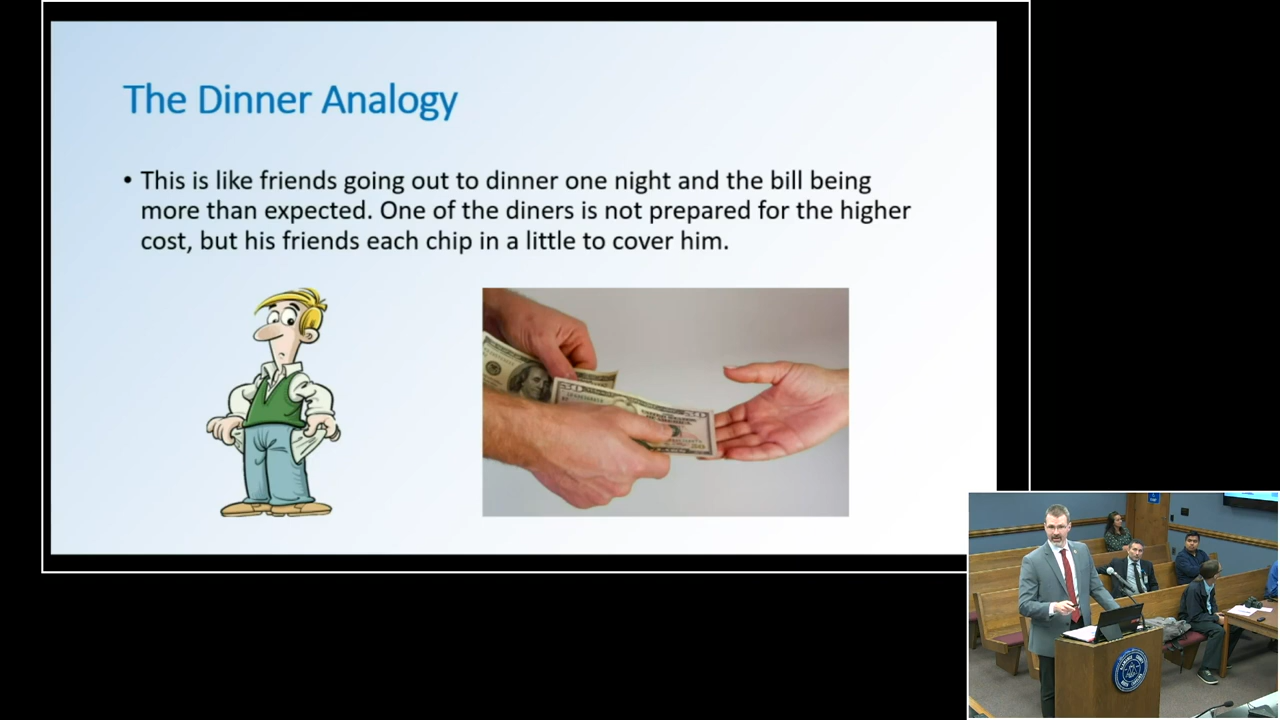 The Dinner Analogy
• This is like friends going out to dinner one night and the bill being
more than expected. One of the diners is not prepared for the higher
cost, but his friends each chip in a little to cover him.